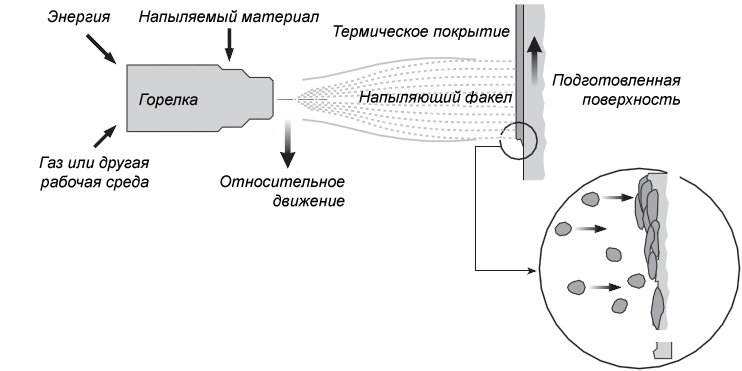 Энергия
Напыляемый материал
Термическое покрытие
Горелка
Напыляющий факел
Подготовленная
поверхность
Газ или другая
рабочая среда
Относительное
движение